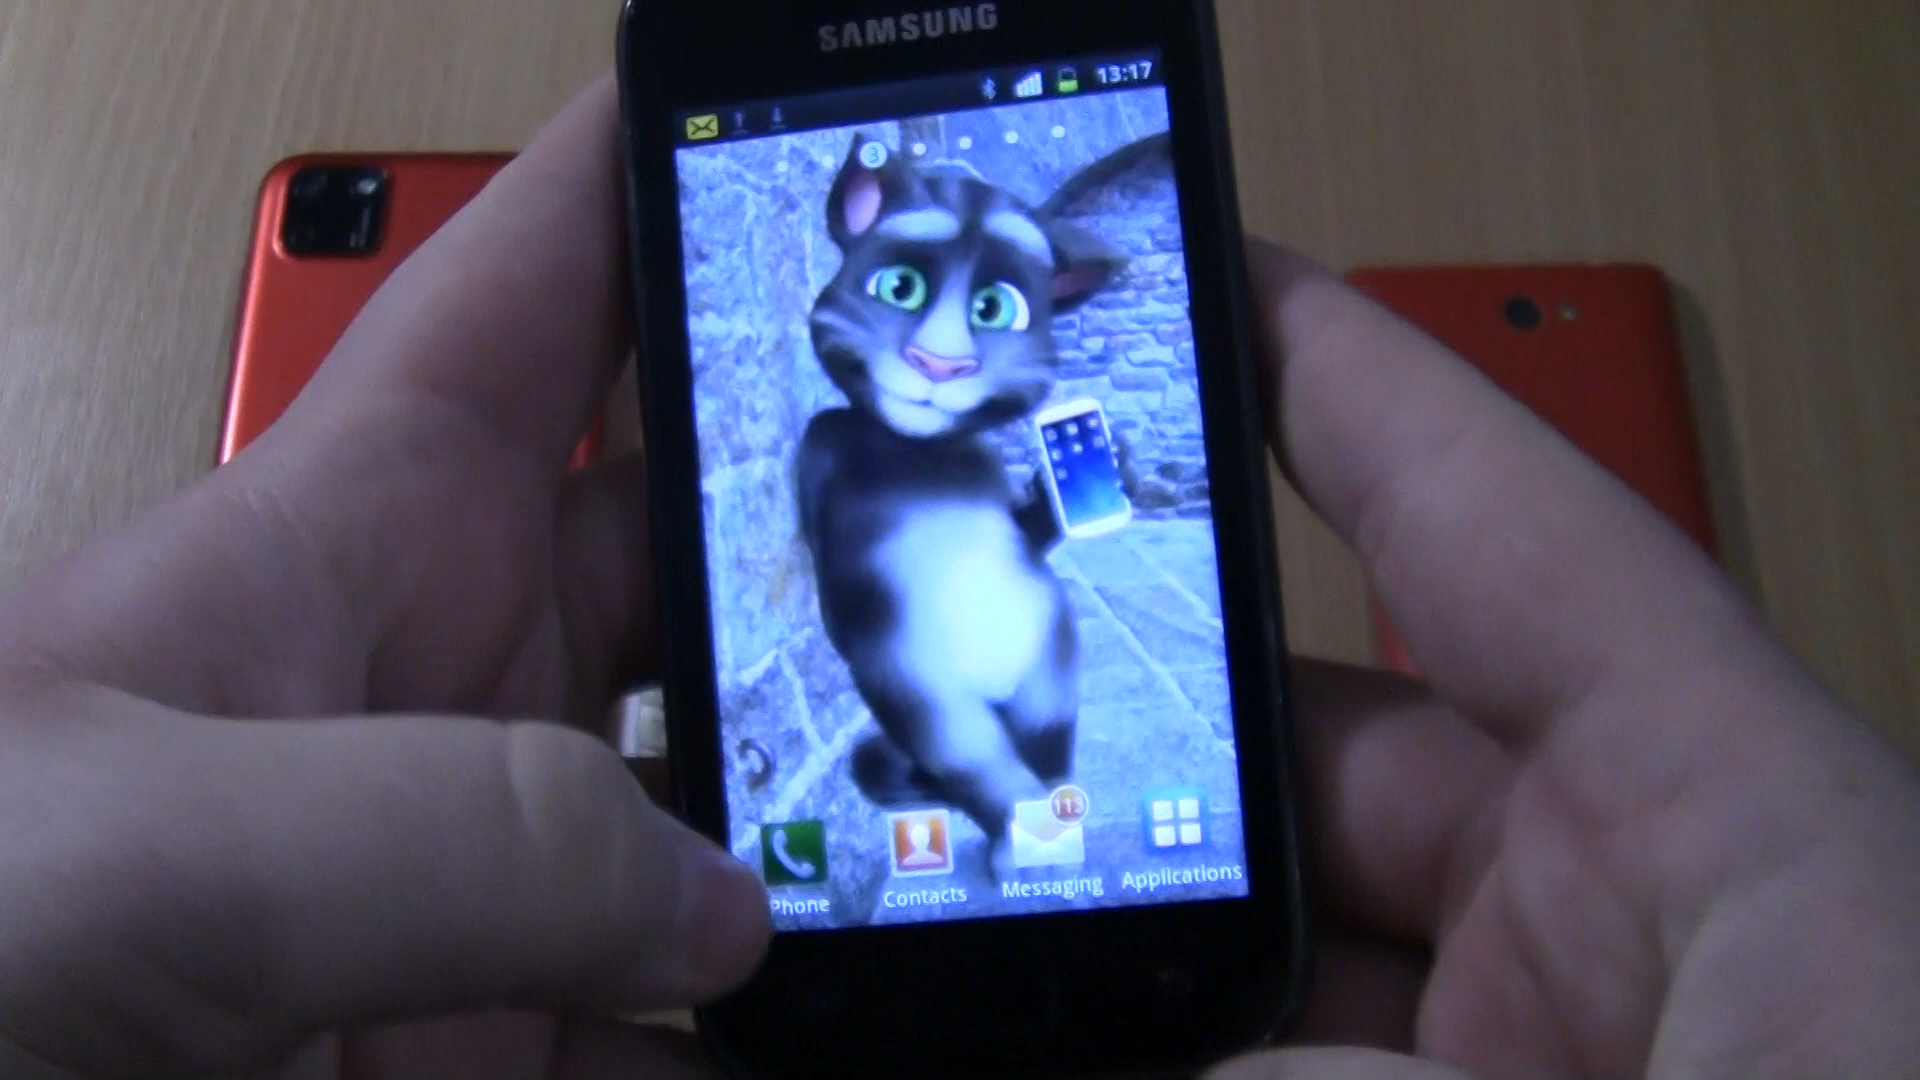 SAMSUNG
13:17
3
113
Phone
Contacts
Messaging
Applications